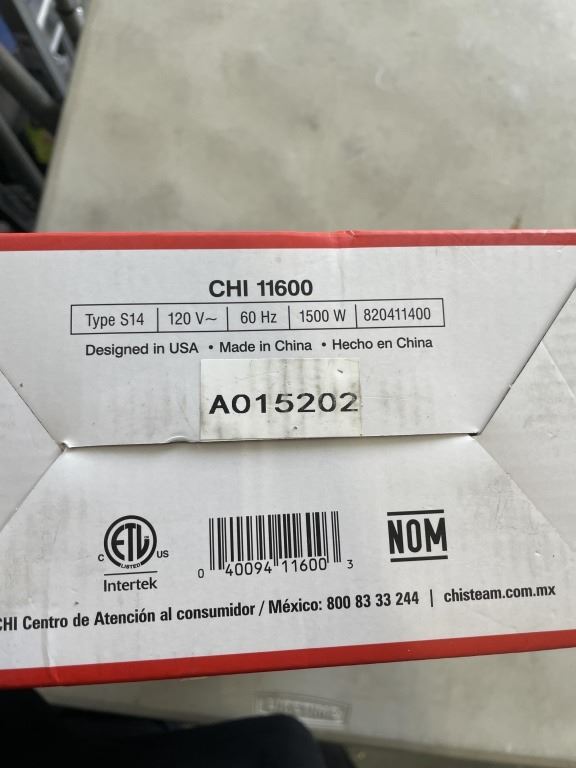 CHI 11600
Type S14 120 V~ 60 Hz 1500 W 820411400
Designed in USA • Made in China • Hecho en China
A015202
C ETL US NOM
LISTED
Intertek 0 40094 11600 3
CHI Centro de Atención al consumidor / México: 800 83 33 244 | chisteam.com.mx